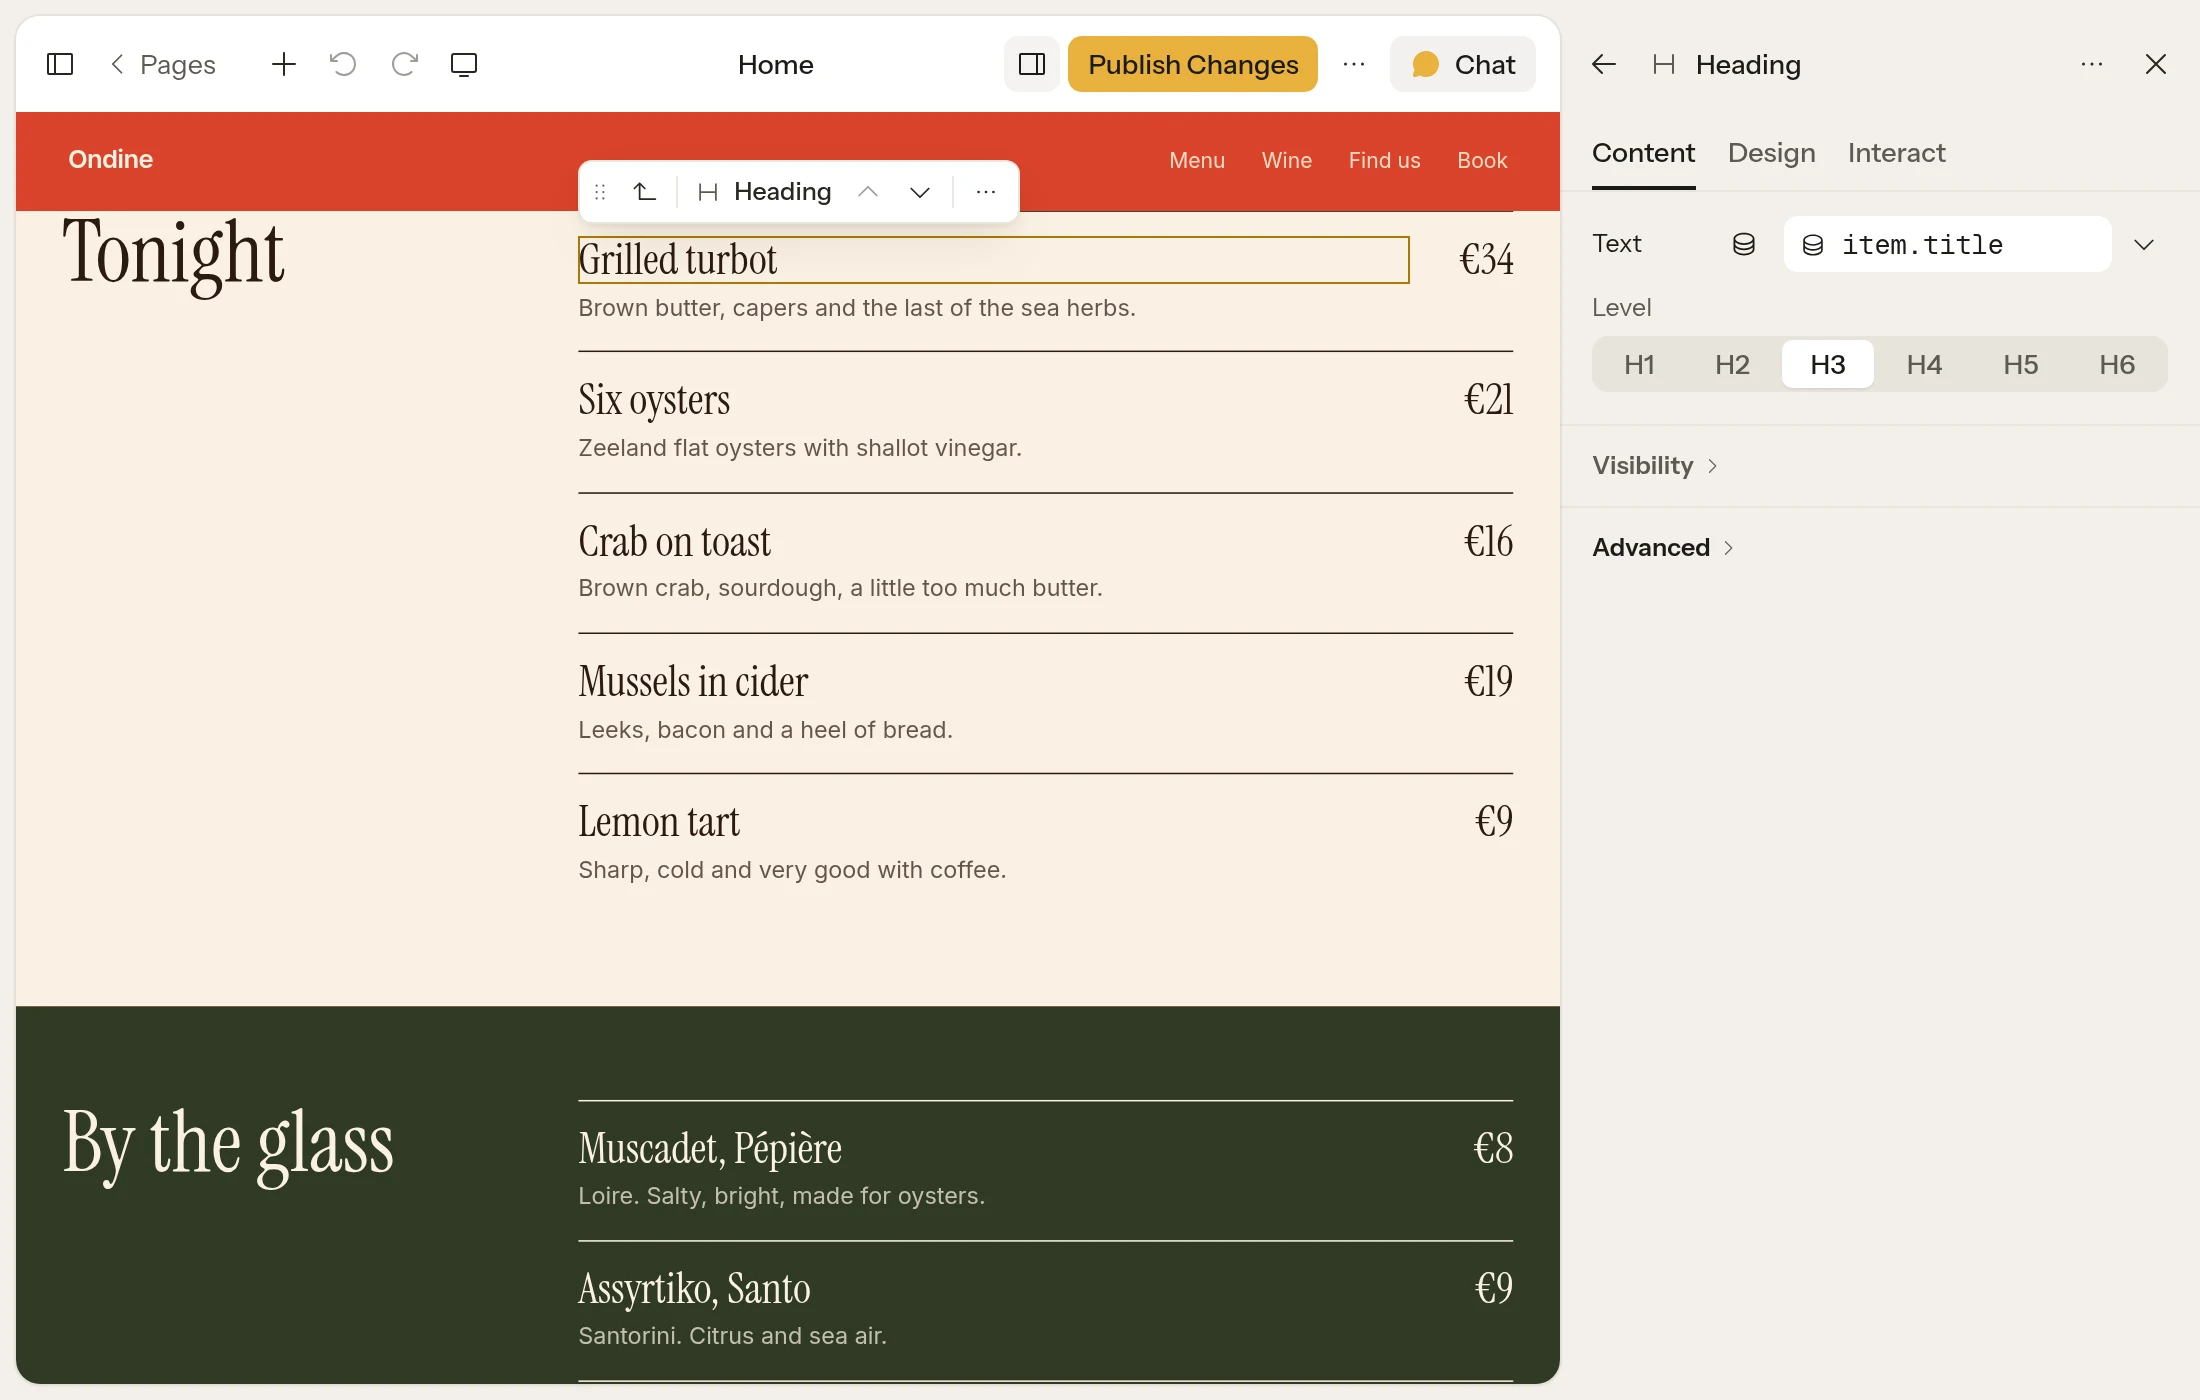 Pages
Home
Publish Changes
Chat
Ondine
Menu Wine Find us Book
Heading
Tonight
Grilled turbot €34
Brown butter, capers and the last of the sea herbs.
Six oysters €21
Zeeland flat oysters with shallot vinegar.
Crab on toast €16
Brown crab, sourdough, a little too much butter.
Mussels in cider €19
Leeks, bacon and a heel of bread.
Lemon tart €9
Sharp, cold and very good with coffee.
By the glass
Muscadet, Pépière €8
Loire. Salty, bright, made for oysters.
Assyrtiko, Santo €9
Santorini. Citrus and sea air.
Heading
Content Design Interact
Text item.title
Level
H1 H2 H3 H4 H5 H6
Visibility
Advanced